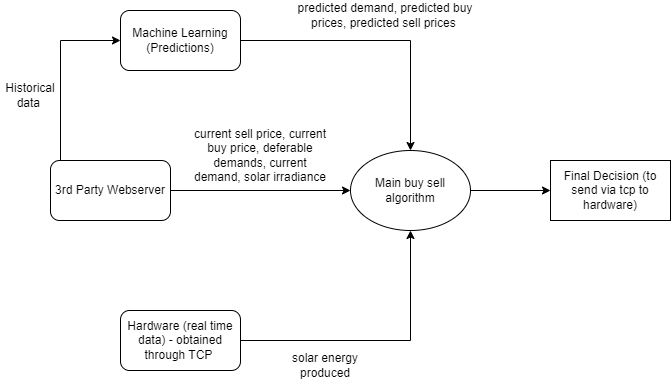 predicted demand, predicted buy
prices, predicted sell prices
Machine Learning
(Predictions)
Historical
data
current sell price, current
buy price, deferable
demands, current
demand, solar irradiance
3rd Party Webserver
Main buy sell
algorithm
Final Decision (to
send via tcp to
hardware)
Hardware (real time
data) - obtained
through TCP
solar energy
produced